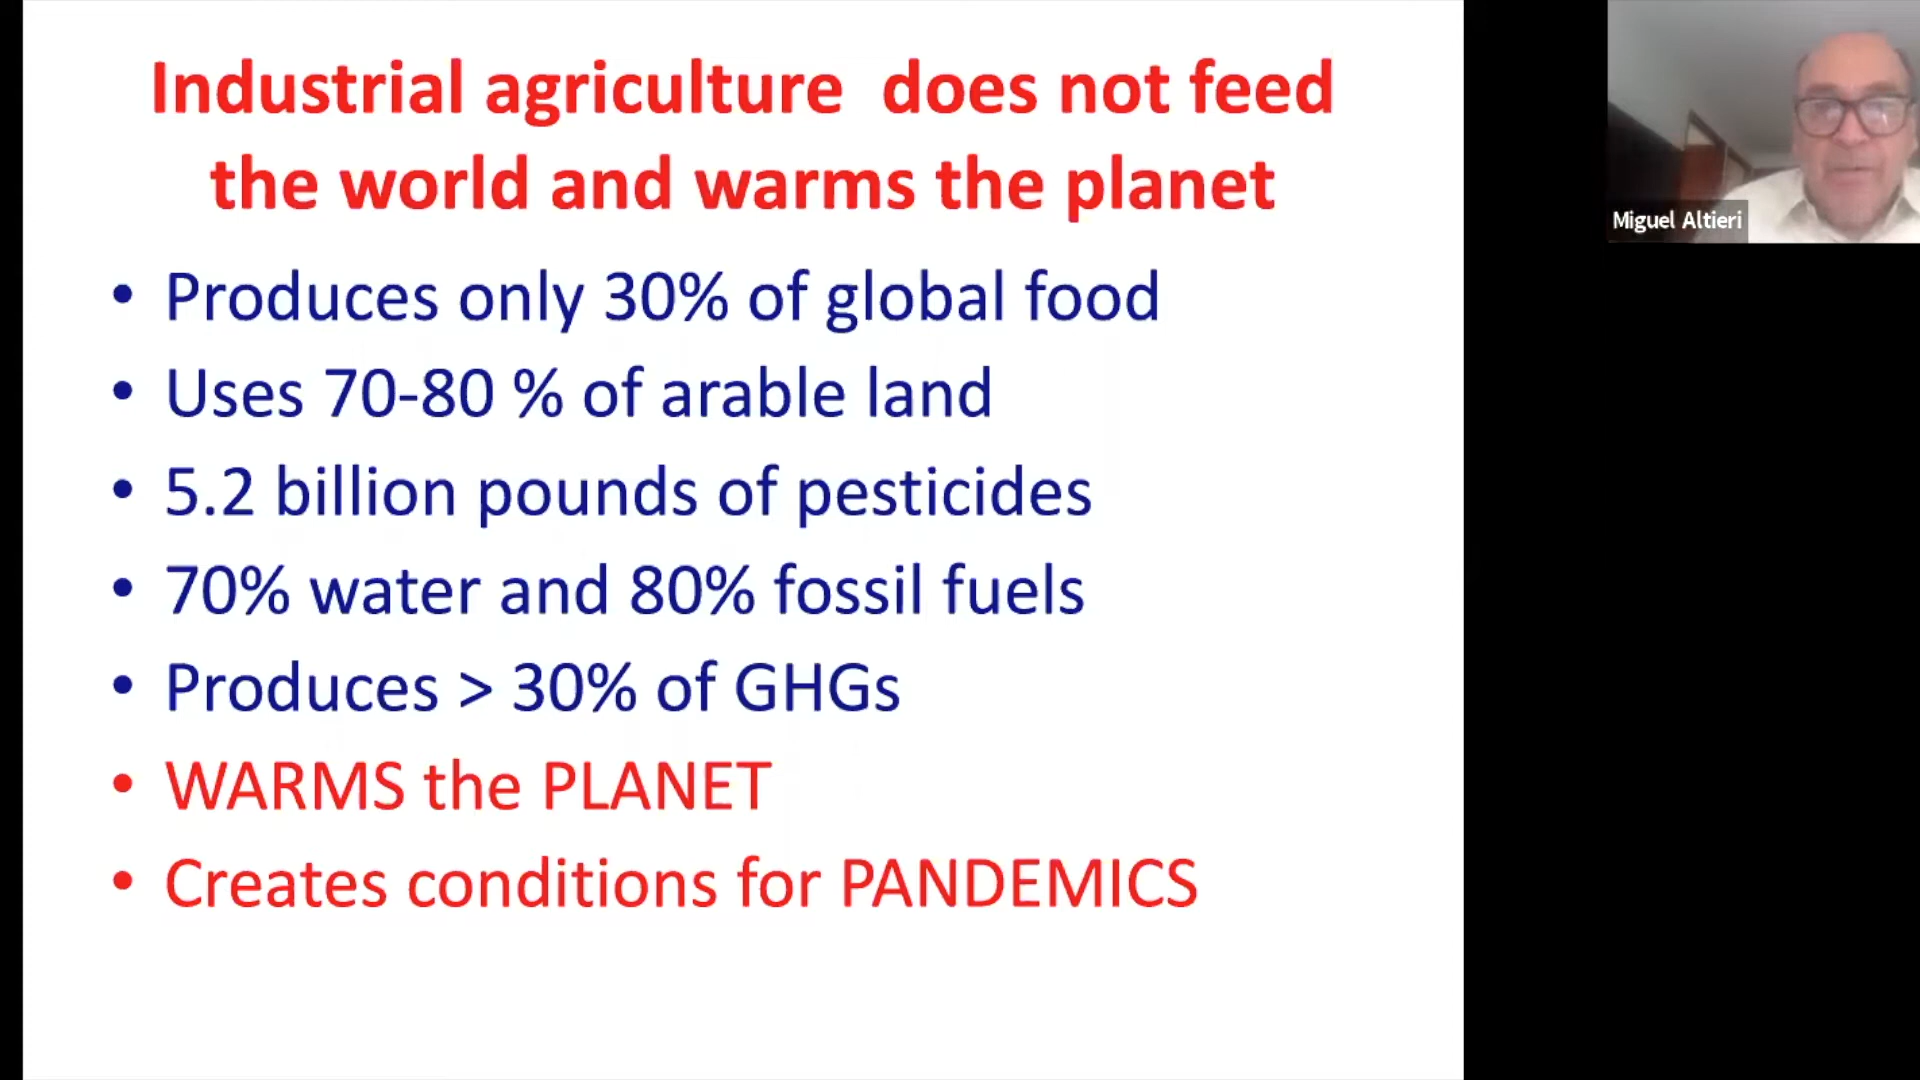 Industrial agriculture  does not feed
the world and warms the planet
• Produces only 30% of global food
• Uses 70-80 % of arable land
• 5.2 billion pounds of pesticides
• 70% water and 80% fossil fuels
• Produces > 30% of GHGs
• WARMS the PLANET
• Creates conditions for PANDEMICS
Miguel Altieri